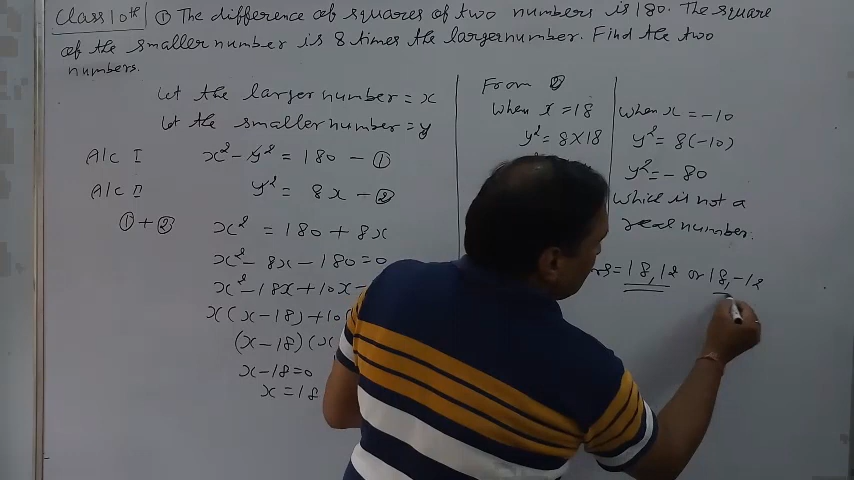 Class 10th ① The difference of squares of two numbers is 180. The square
of the smaller number is 8 times the larger number. Find the two
numbers.
Let the larger number = x
Let the smaller number = y
A/c I x² - y² = 180 - ①
A/c II y² = 8x - ②
① + ② x² = 180 + 8x
x² - 8x - 180 = 0
x² - 18x + 10x -
x(x - 18) + 10(
(x - 18) (x
x - 18 = 0
x = 18
From ②
When x = 18
y² = 8 × 18
when x = -10
y² = 8(-10)
y² = -80
Which is not a
real number.
= 18, 12 or 18, -12